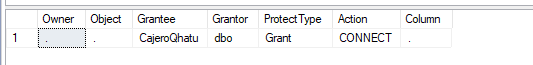 Owner Object Grantee Grantor ProtectType Action Column
1 . . CajeroQhatu dbo Grant CONNECT .